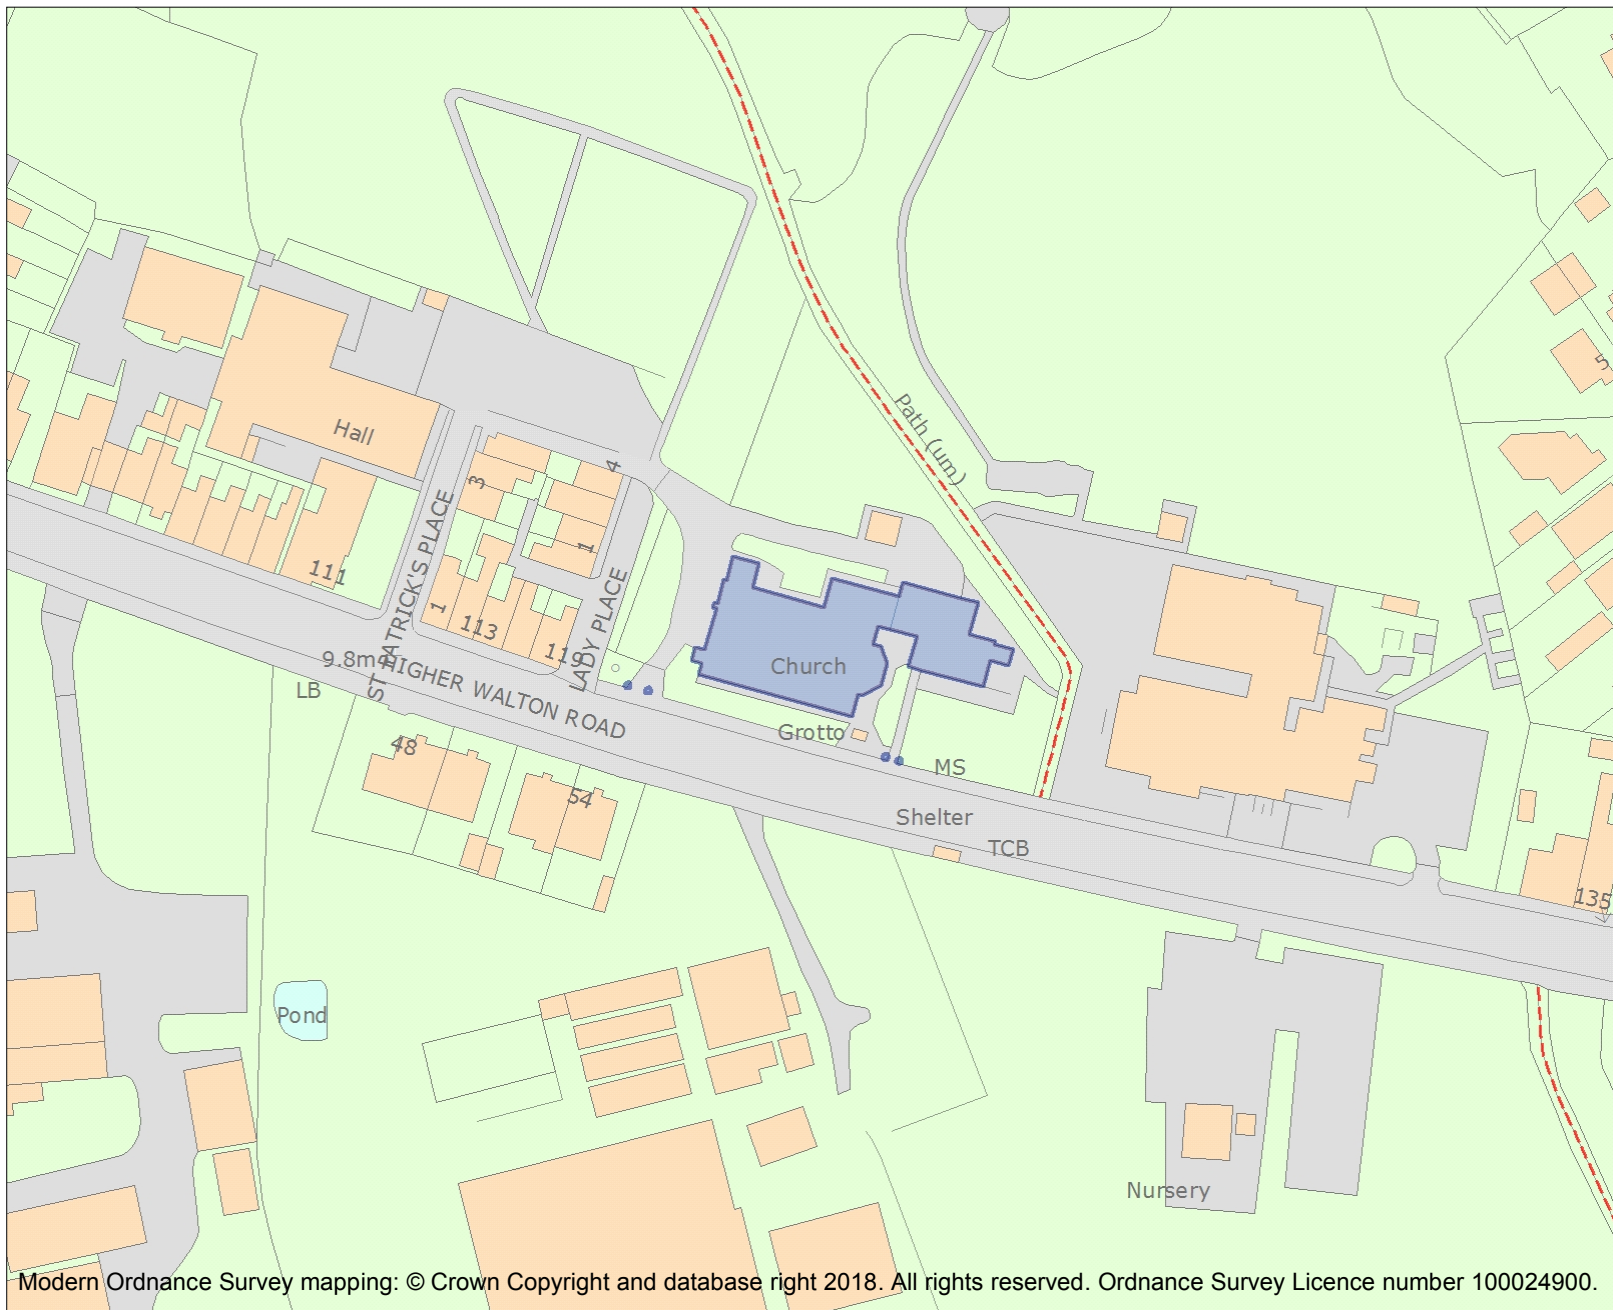 Path (um)
Hall
5
3
4
1
111
ST PATRICK'S PLACE
1
113
119
LADY PLACE
9.8m
HIGHER WALTON ROAD
LB
Church
Grotto
48
54
MS
Shelter
TCB
135
Pond
Nursery
Modern Ordnance Survey mapping: © Crown Copyright and database right 2018. All rights reserved. Ordnance Survey Licence number 100024900.